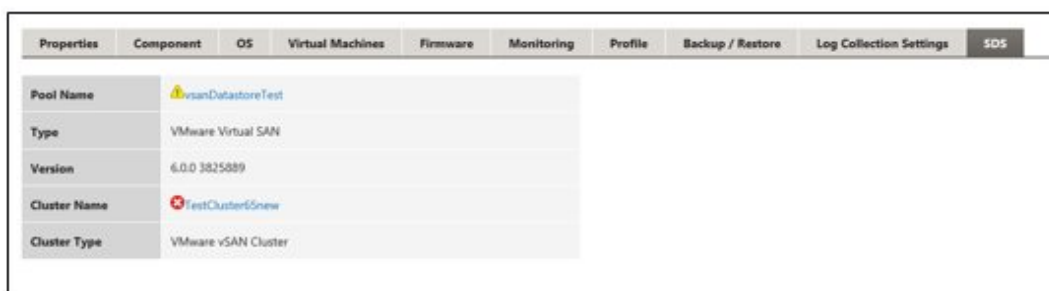 Properties Component OS Virtual Machines Firmware Monitoring Profile Backup / Restore Log Collection Settings SDS
Pool Name vsanDatastoreTest
Type VMware Virtual SAN
Version 6.0.0 3825889
Cluster Name TestCluster65new
Cluster Type VMware vSAN Cluster